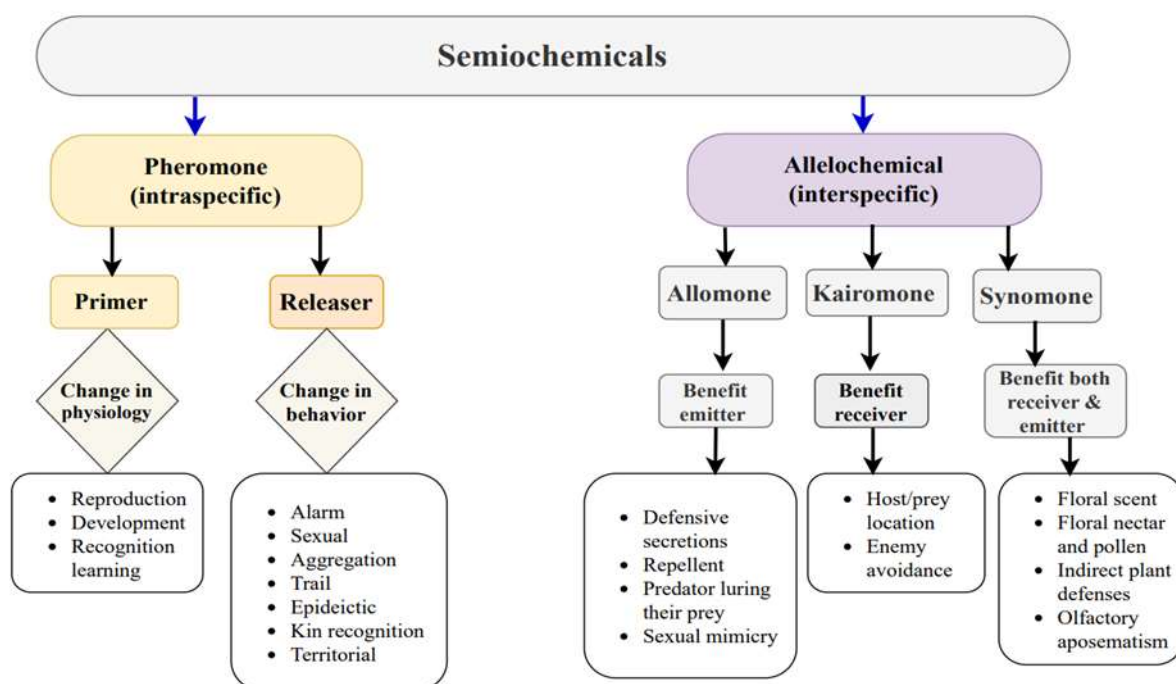 Semiochemicals
Pheromone
(intraspecific)
Allelochemical
(interspecific)
Primer
Releaser
Allomone
Kairomone
Synomone
Change in
physiology
Change in
behavior
Benefit
emitter
Benefit
receiver
Benefit both
receiver &
emitter
• Reproduction
• Development
• Recognition
learning
• Alarm
• Sexual
• Aggregation
• Trail
• Epideictic
• Kin recognition
• Territorial
• Defensive
secretions
• Repellent
• Predator luring
their prey
• Sexual mimicry
• Host/prey
location
• Enemy
avoidance
• Floral scent
• Floral nectar
and pollen
• Indirect plant
defenses
• Olfactory
aposematism